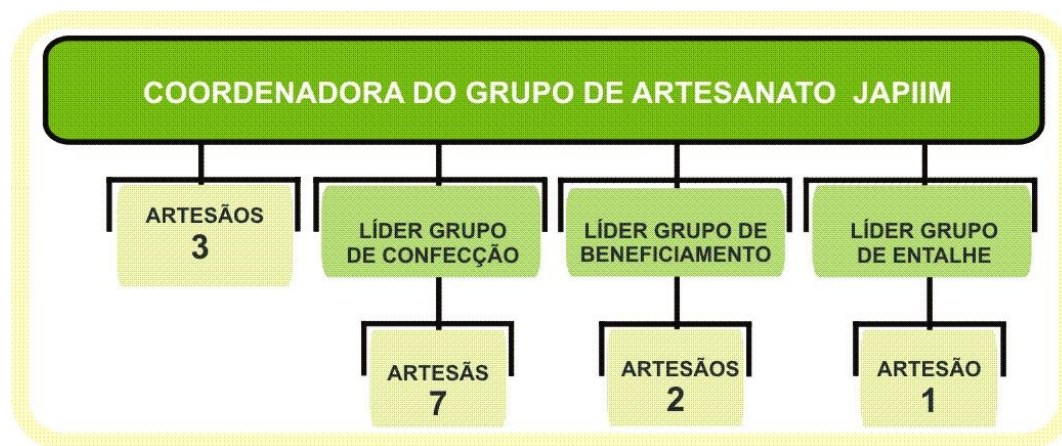 COORDENADORA DO GRUPO DE ARTESANATO JAPIIM
ARTESÃOS
3
LÍDER GRUPO
DE CONFECÇÃO
LÍDER GRUPO DE
BENEFICIAMENTO
LÍDER GRUPO
DE ENTALHE
ARTESÃS
7
ARTESÃOS
2
ARTESÃO
1